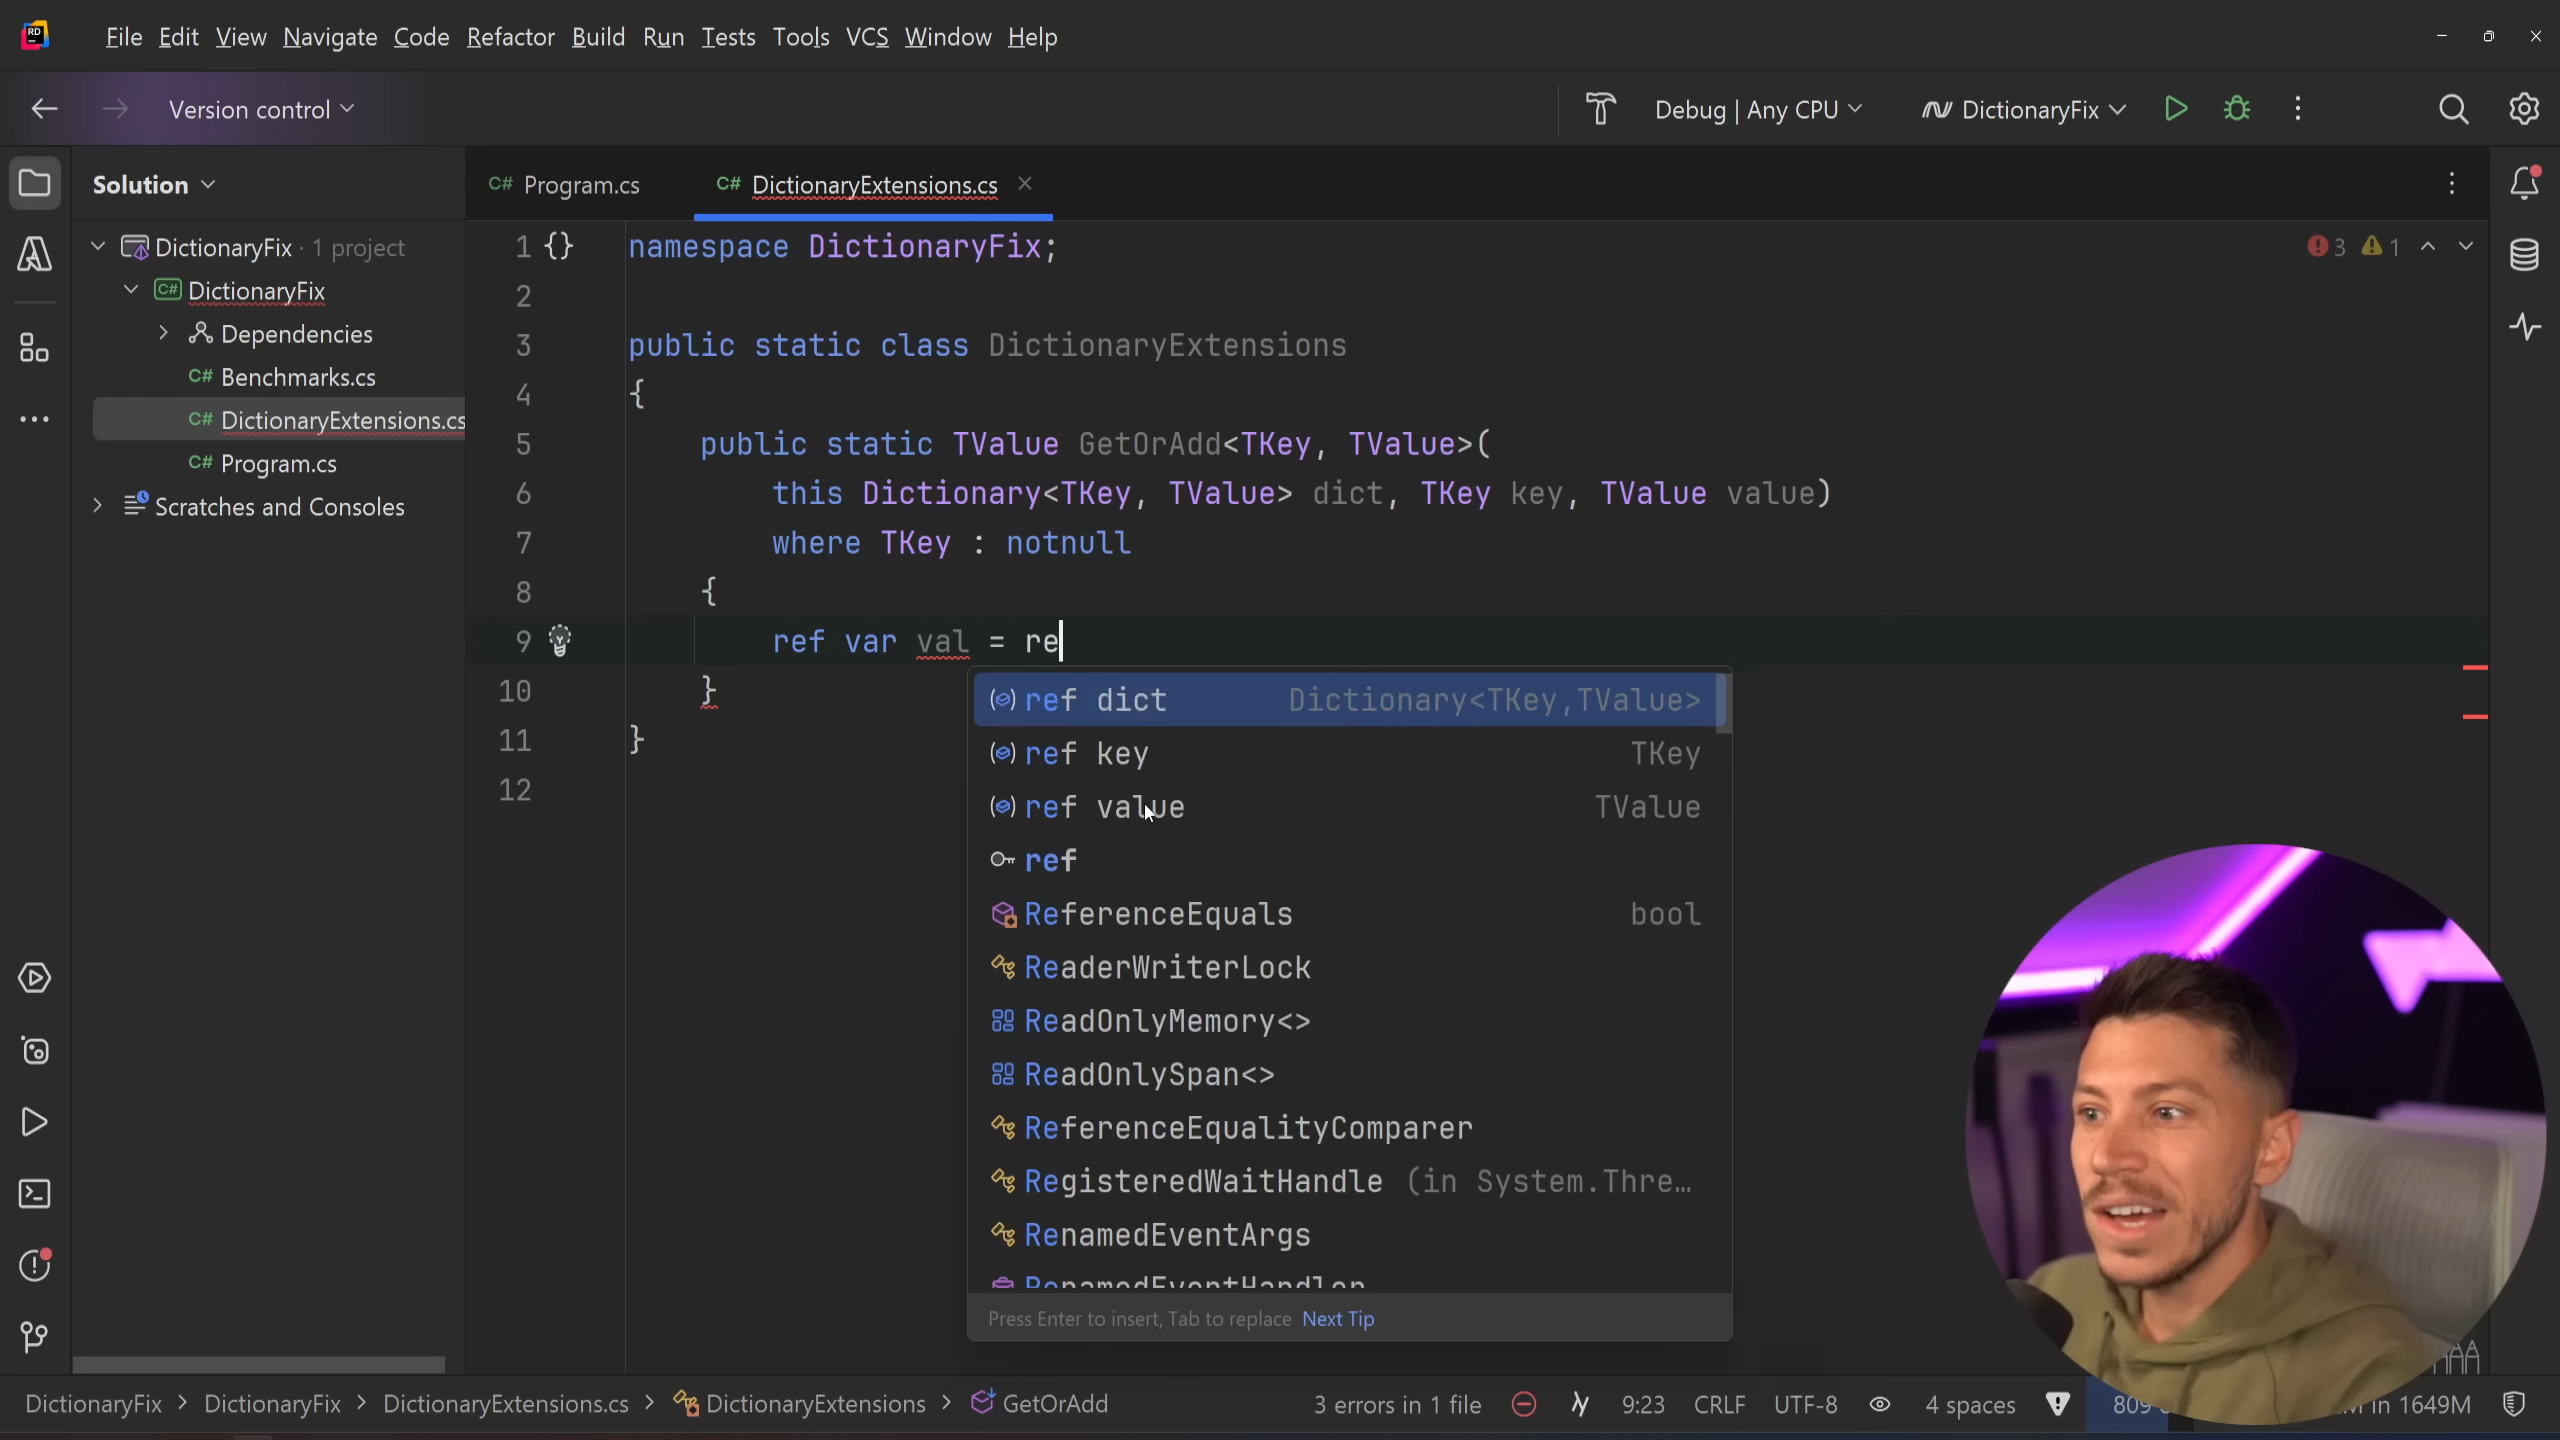 RD File Edit View Navigate Code Refactor Build Run Tests Tools VCS Window Help
Version control Debug | Any CPU DictionaryFix
Solution C# Program.cs C# DictionaryExtensions.cs
DictionaryFix · 1 project
C# DictionaryFix
Dependencies
C# Benchmarks.cs
C# DictionaryExtensions.cs
C# Program.cs
Scratches and Consoles
3 1
1 {} namespace DictionaryFix;
2
3 public static class DictionaryExtensions
4 {
5 public static TValue GetOrAdd<TKey, TValue>(
6 this Dictionary<TKey, TValue> dict, TKey key, TValue value)
7 where TKey : notnull
8 {
9 ref var val = re
10 }
11 }
12
ref dict Dictionary<TKey,TValue>
ref key TKey
ref value TValue
ref
ReferenceEquals bool
ReaderWriterLock
ReadOnlyMemory<>
ReadOnlySpan<>
ReferenceEqualityComparer
RegisteredWaitHandle (in System.Thre…
RenamedEventArgs
RenamedEventHandler
Press Enter to insert, Tab to replace Next Tip
DictionaryFix > DictionaryFix > DictionaryExtensions.cs > DictionaryExtensions > GetOrAdd 3 errors in 1 file 9:23 CRLF UTF-8 4 spaces 809 in 1649M